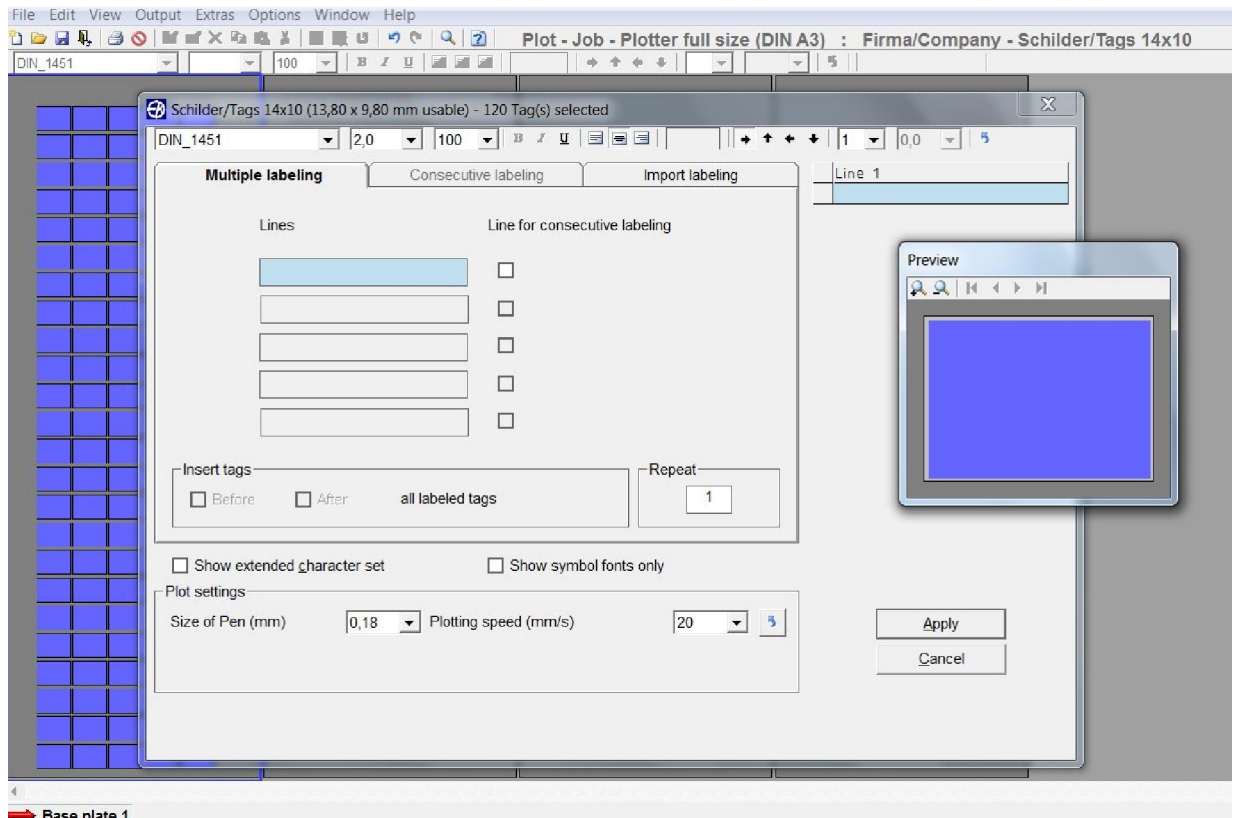 File Edit View Output Extras Options Window Help
Plot - Job - Plotter full size (DIN A3) : Firma/Company - Schilder/Tags 14x10
DIN_1451 100 B I U
Schilder/Tags 14x10 (13,80 x 9,80 mm usable) - 120 Tag(s) selected X
DIN_1451 2,0 100 B I U 1 0,0
Multiple labeling Consecutive labeling Import labeling
Line 1
Lines Line for consecutive labeling
Preview
Insert tags Repeat
Before After all labeled tags 1
Show extended character set Show symbol fonts only
Plot settings
Size of Pen (mm) 0,18 Plotting speed (mm/s) 20
Apply
Cancel
Base plate 1